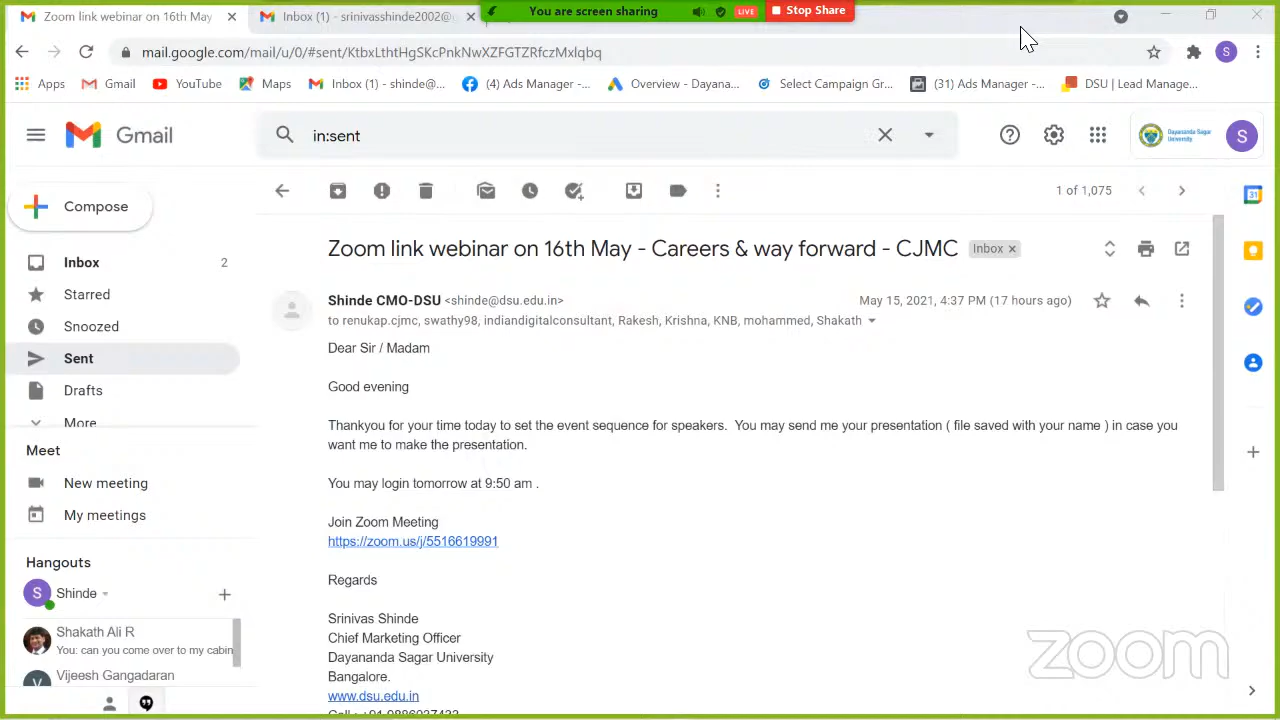 Zoom link webinar on 16th May
Inbox (1) - srinivasshinde2002@
You are screen sharing
LIVE
Stop Share
mail.google.com/mail/u/0/#sent/KtbxLthtHgSKcPnkNwXZFGTZRfczMxlqbq
S
Apps
Gmail
YouTube
Maps
Inbox (1) - shinde@...
(4) Ads Manager -...
Overview - Dayana...
Select Campaign Gr...
(31) Ads Manager -...
DSU | Lead Manage...
Gmail
in:sent
Dayananda Sagar
University
S
Compose
1 of 1,075
31
Inbox 2
Starred
Snoozed
Sent
Drafts
More
Meet
New meeting
My meetings
Hangouts
S
Shinde
Shakath Ali R
You: can you come over to my cabin
V
Vijeesh Gangadaran
Zoom link webinar on 16th May - Careers & way forward - CJMC
Inbox
Shinde CMO-DSU <shinde@dsu.edu.in>
May 15, 2021, 4:37 PM (17 hours ago)
to renukap.cjmc, swathy98, indiandigitalconsultant, Rakesh, Krishna, KNB, mohammed, Shakath
Dear Sir / Madam
Good evening
Thankyou for your time today to set the event sequence for speakers. You may send me your presentation ( file saved with your name ) in case you
want me to make the presentation.
You may login tomorrow at 9:50 am .
Join Zoom Meeting
https://zoom.us/j/5516619991
Regards
Srinivas Shinde
Chief Marketing Officer
Dayananda Sagar University
Bangalore.
www.dsu.edu.in
zoom